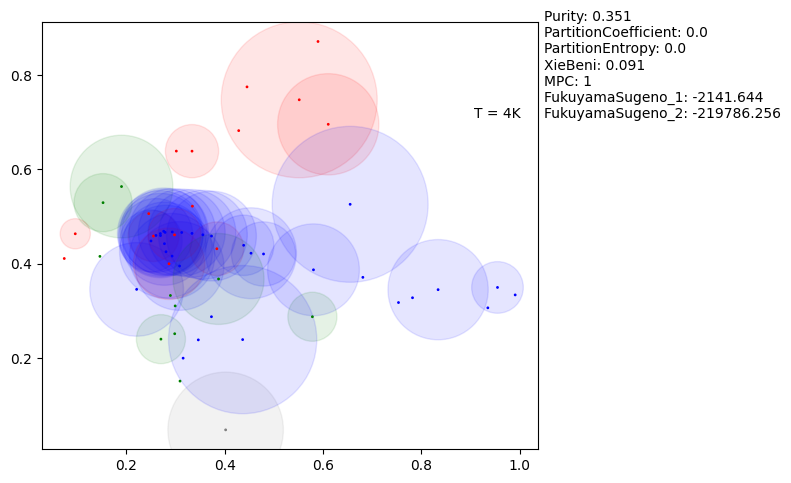 Purity: 0.351
PartitionCoefficient: 0.0
PartitionEntropy: 0.0
XieBeni: 0.091
MPC: 1
FukuyamaSugeno_1: -2141.644
FukuyamaSugeno_2: -219786.256
T = 4K
0.8
0.6
0.4
0.2
0.2 0.4 0.6 0.8 1.0